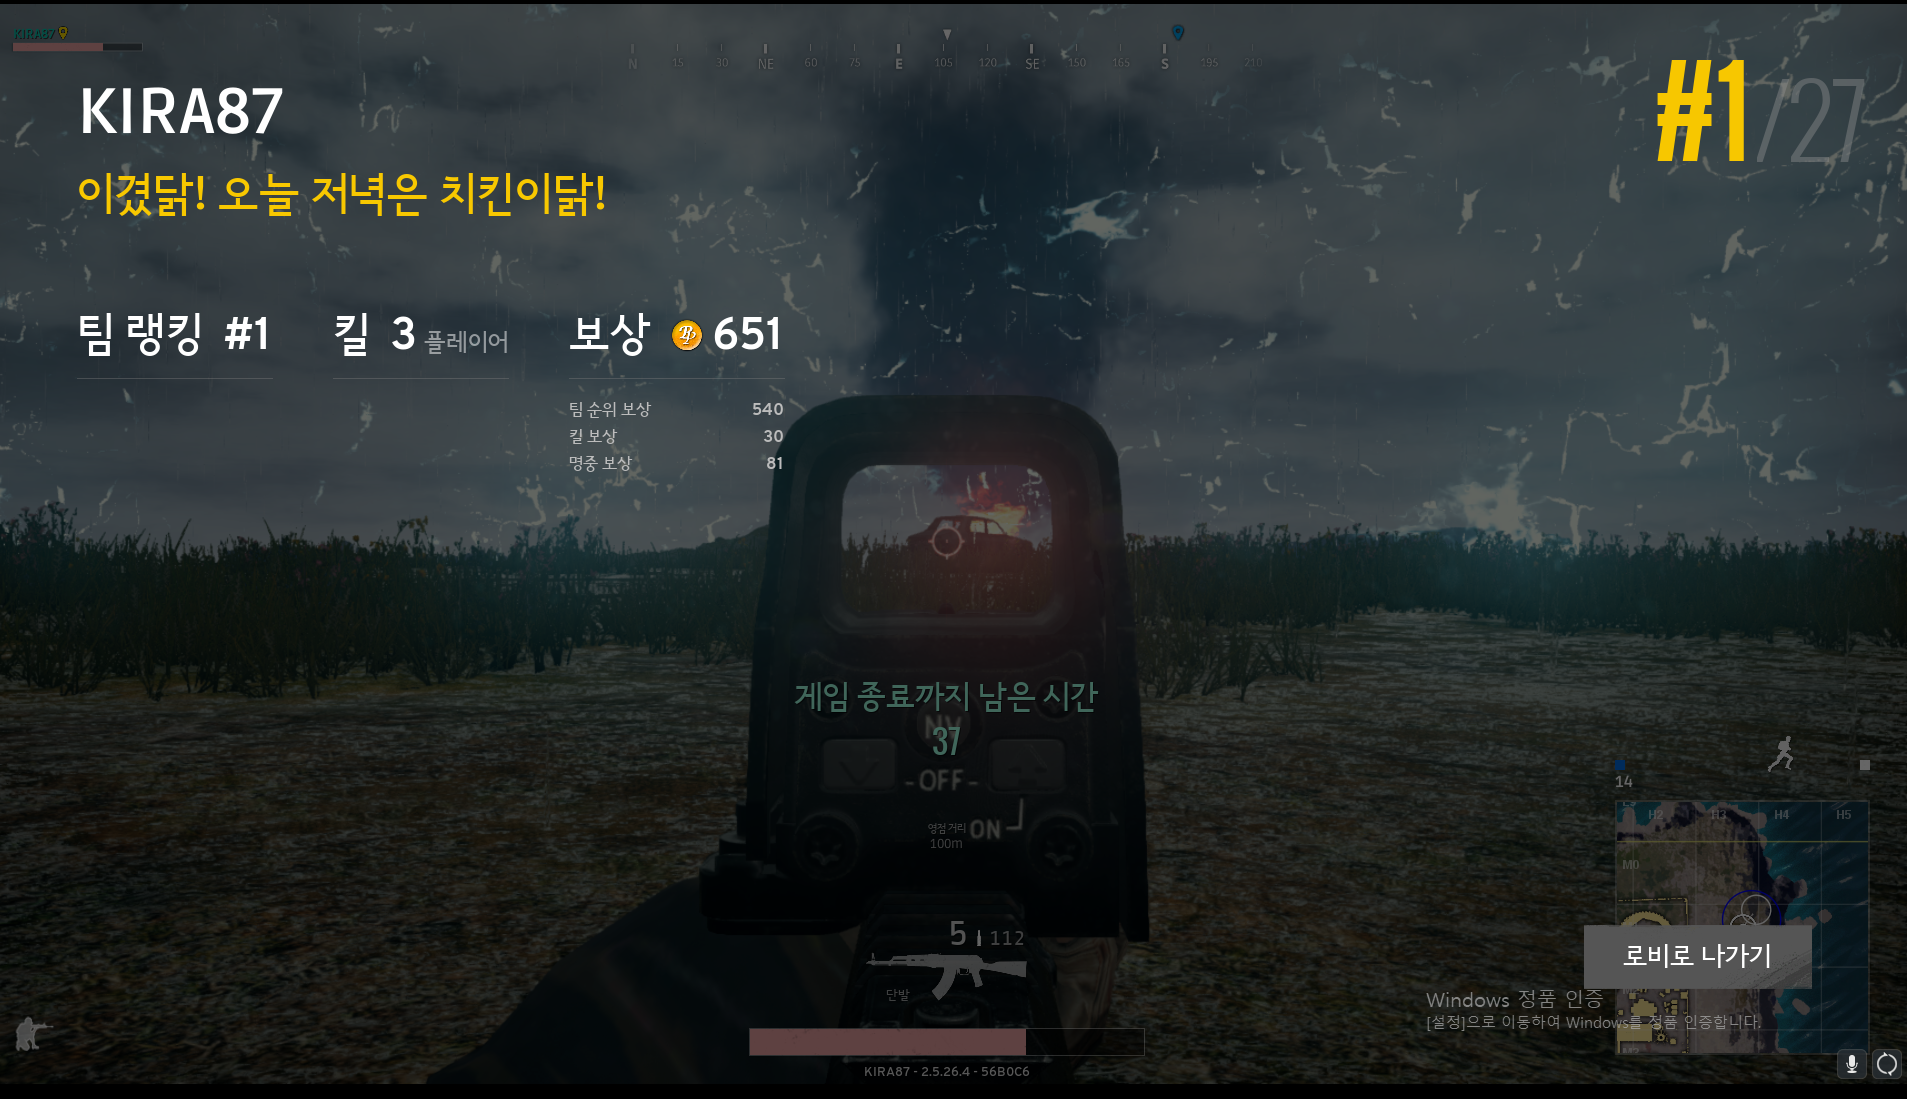 KIRA87
N 15 30 NE 60 75 E 105 120 SE 150 165 S 195 210
KIRA87
#1/27
이겼닭! 오늘 저녁은 치킨이닭!
팀 랭킹 #1
킬 3 플레이어
보상 651
팀 순위 보상 540
킬 보상 30
명중 보상 81
게임 종료까지 남은 시간
37
NV
-OFF-
ON
영점 거리
100m
14
H2 H3 H4 H5
M0
5 112
단발
로비로 나가기
Windows 정품 인증
[설정]으로 이동하여 Windows를 정품 인증합니다.
KIRA87 - 2.5.26.4 - 56B0C6